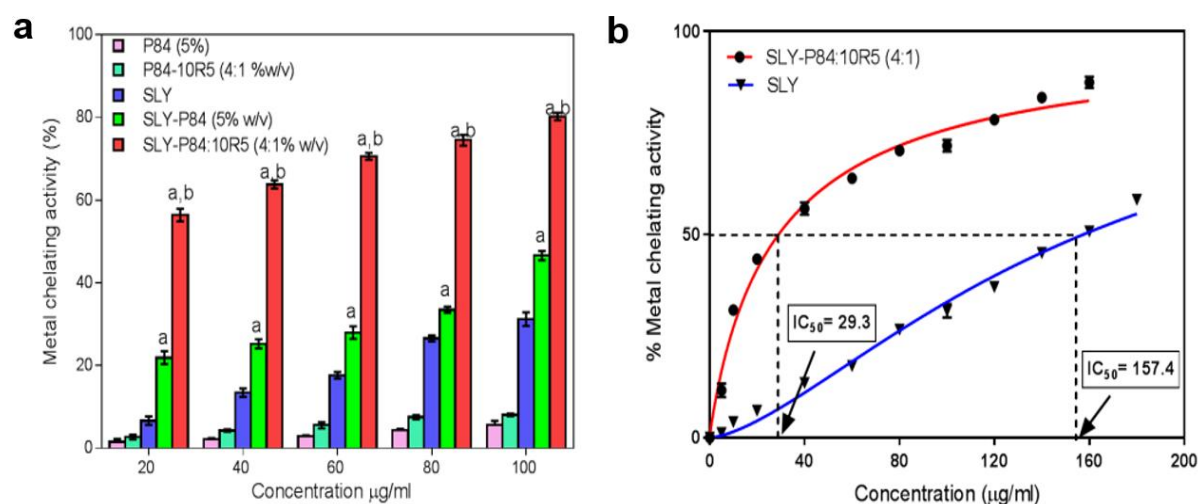 a
Metal chelating activity (%)
100
80
60
40
20
0
P84 (5%)
P84-10R5 (4:1 %w/v)
SLY
SLY-P84 (5% w/v)
SLY-P84:10R5 (4:1% w/v)
a
a,b
a
a,b
a
a,b
a
a,b
a
a,b
20 40 60 80 100
Concentration µg/ml
b
% Metal chelating activity
100
50
0
SLY-P84:10R5 (4:1)
SLY
IC50= 29.3
IC50= 157.4
0 40 80 120 160 200
Concentration (µg/ml)